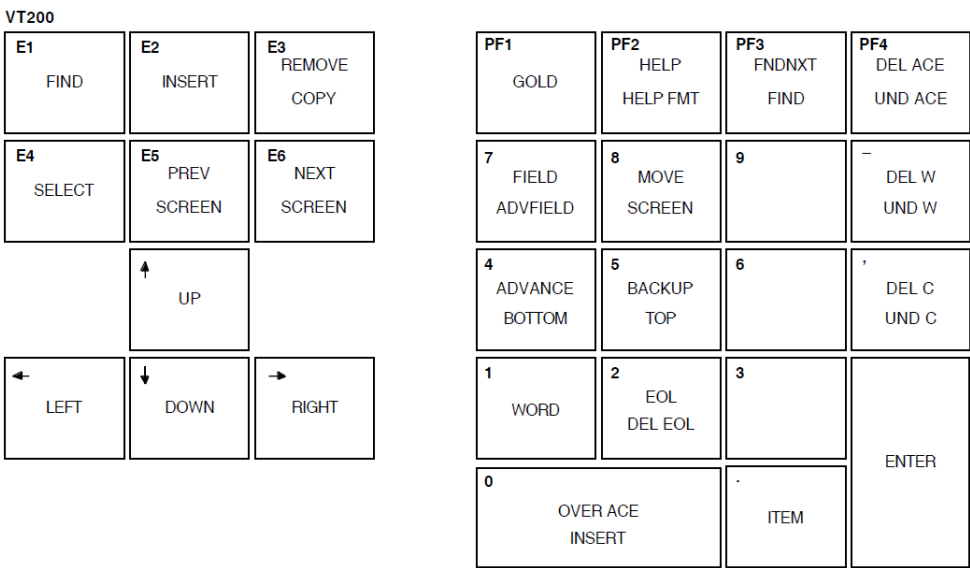 VT200
E1
FIND
E2
INSERT
E3
REMOVE
COPY
PF1
GOLD
PF2
HELP
HELP FMT
PF3
FNDNXT
FIND
PF4
DEL ACE
UND ACE
E4
SELECT
E5
PREV
SCREEN
E6
NEXT
SCREEN
7
FIELD
ADVFIELD
8
MOVE
SCREEN
9
–
DEL W
UND W
UP
4
ADVANCE
BOTTOM
5
BACKUP
TOP
6
,
DEL C
UND C
LEFT
DOWN
RIGHT
1
WORD
2
EOL
DEL EOL
3
ENTER
0
OVER ACE
INSERT
.
ITEM